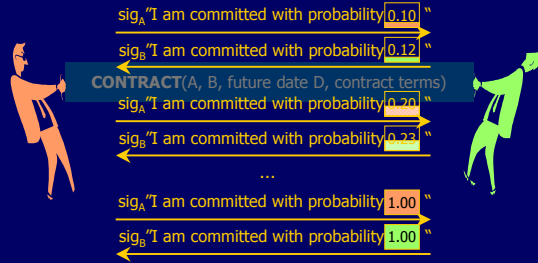 sigA"I am committed with probability 0.10 "
sigB"I am committed with probability 0.12 "
CONTRACT(A, B, future date D, contract terms)
sigA"I am committed with probability 0.20 "
sigB"I am committed with probability 0.23 "
...
sigA"I am committed with probability 1.00 "
sigB"I am committed with probability 1.00 "